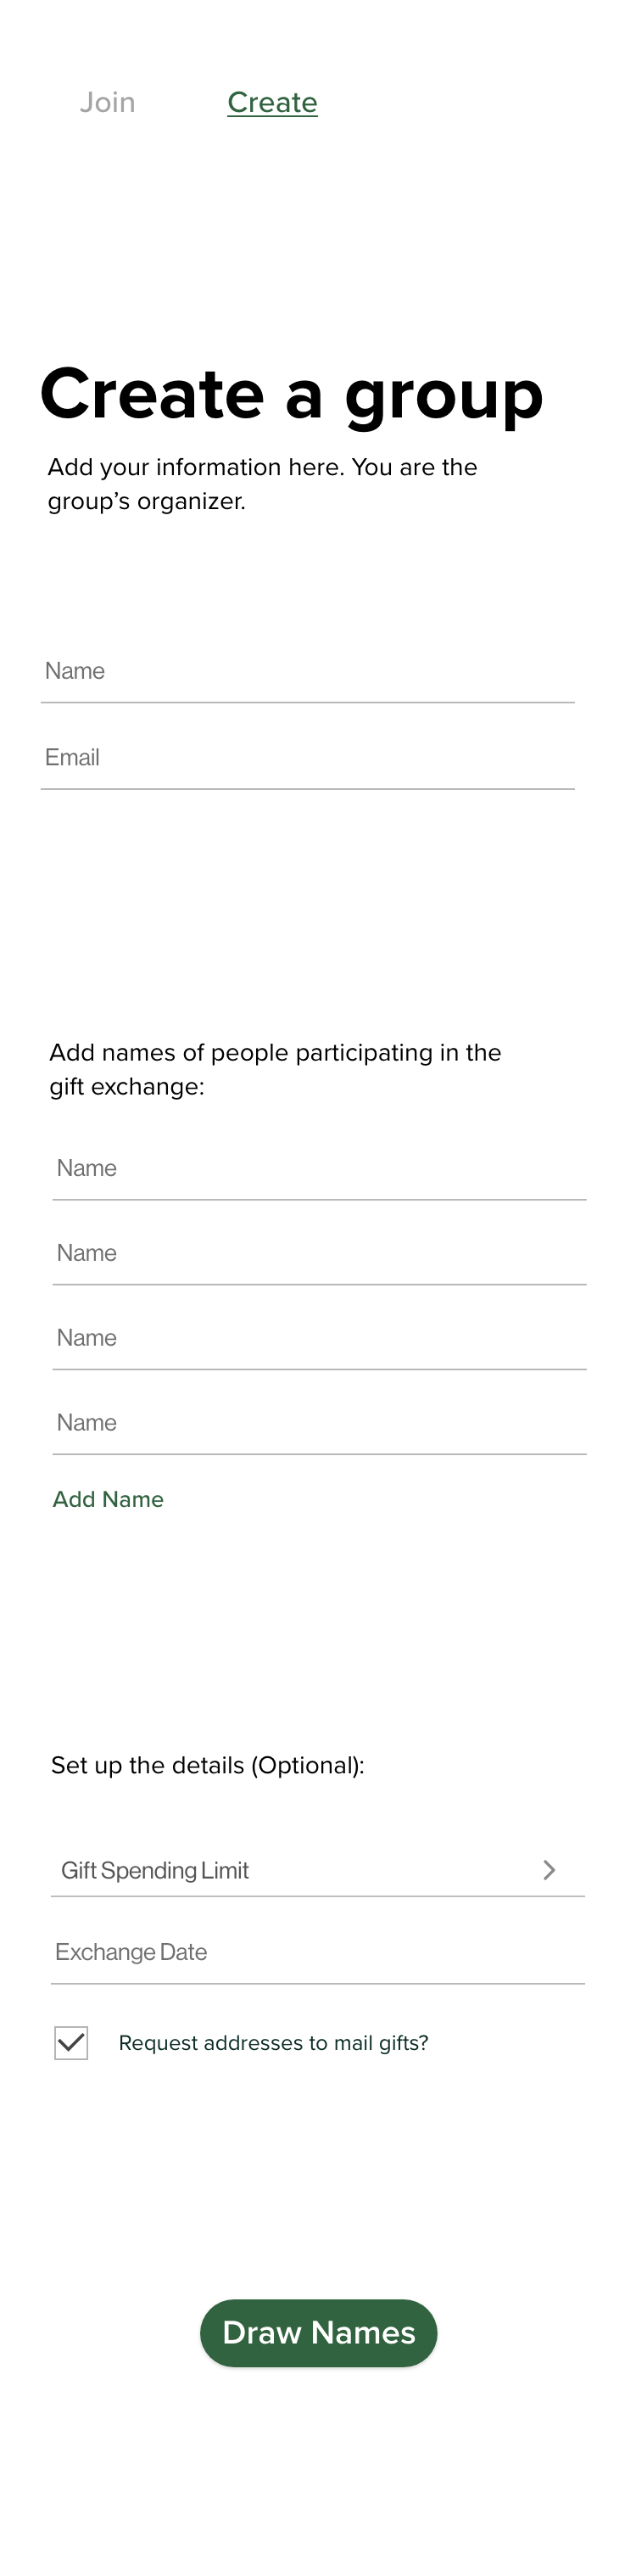 Join Create
Create a group
Add your information here. You are the
group’s organizer.
Name
Email
Add names of people participating in the
gift exchange:
Name
Name
Name
Name
Add Name
Set up the details (Optional):
Gift Spending Limit
Exchange Date
Request addresses to mail gifts?
Draw Names